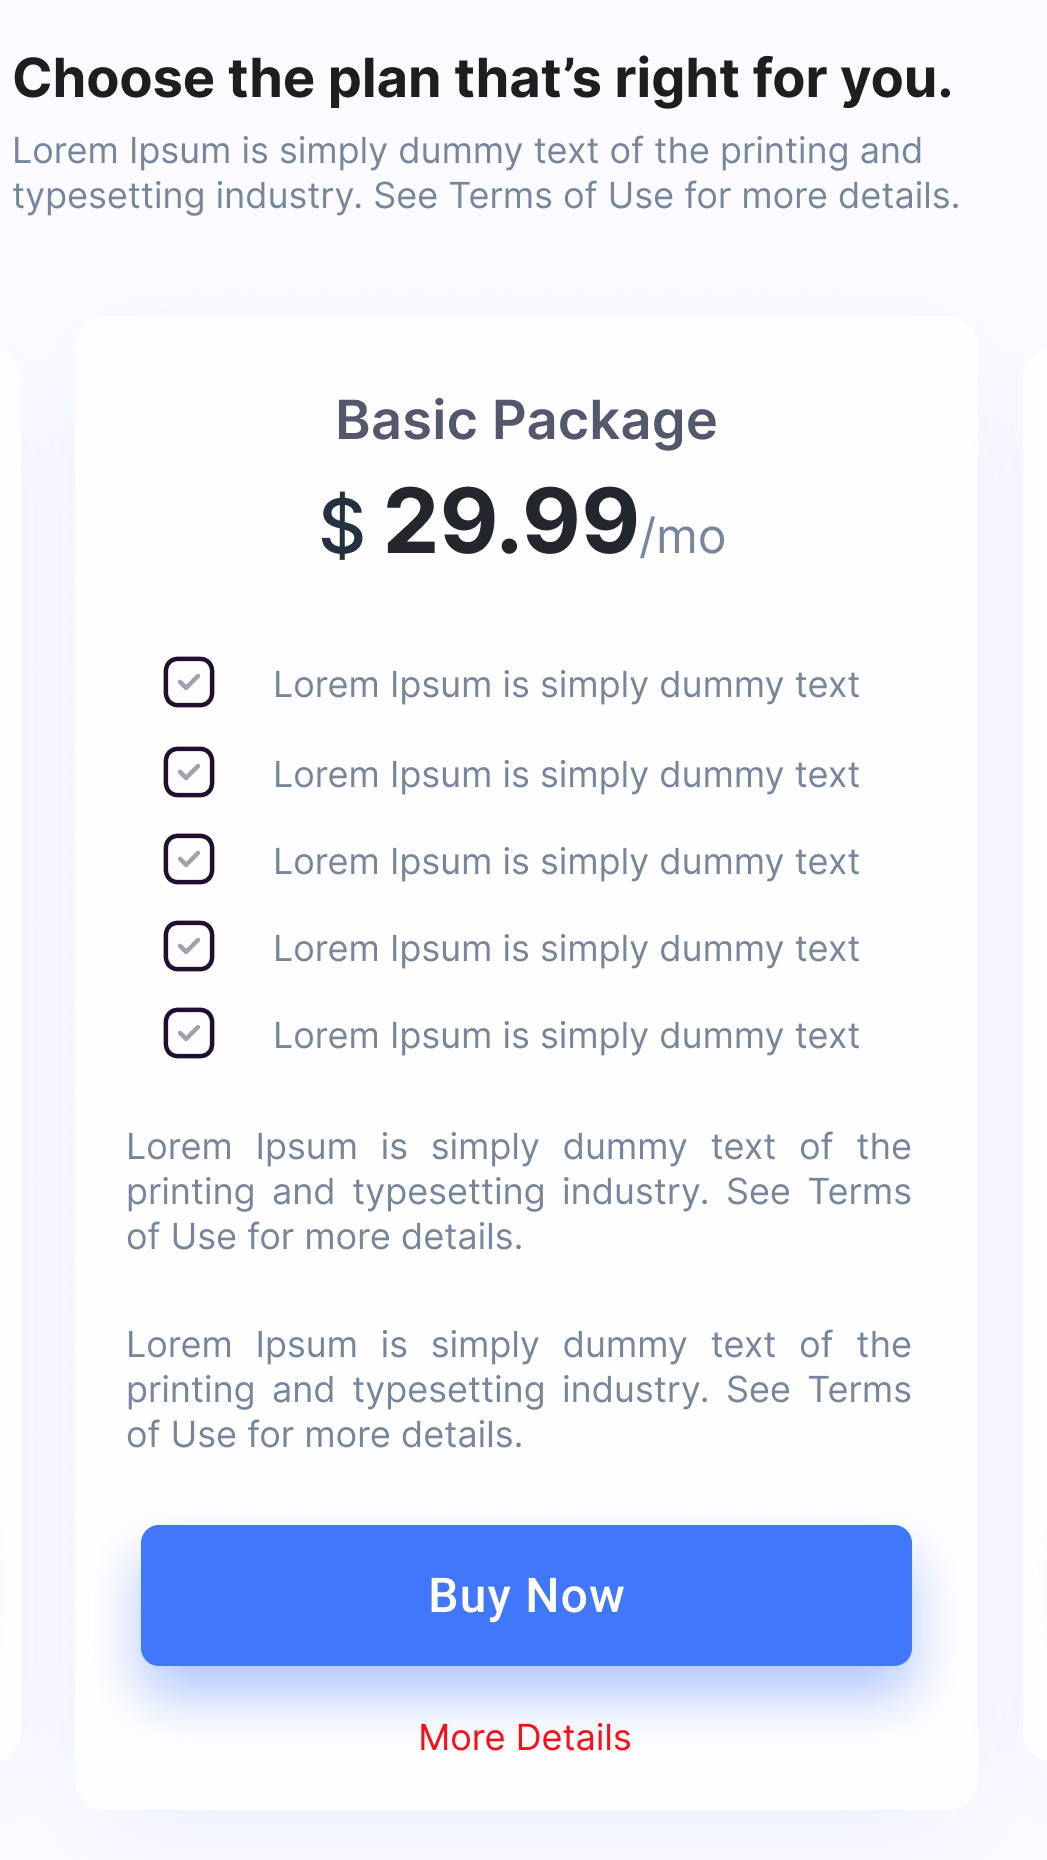 Choose the plan that’s right for you.
Lorem Ipsum is simply dummy text of the printing and
typesetting industry. See Terms of Use for more details.
Basic Package
$ 29.99/mo
Lorem Ipsum is simply dummy text
Lorem Ipsum is simply dummy text
Lorem Ipsum is simply dummy text
Lorem Ipsum is simply dummy text
Lorem Ipsum is simply dummy text
Lorem Ipsum is simply dummy text of the
printing and typesetting industry. See Terms
of Use for more details.
Lorem Ipsum is simply dummy text of the
printing and typesetting industry. See Terms
of Use for more details.
Buy Now
More Details